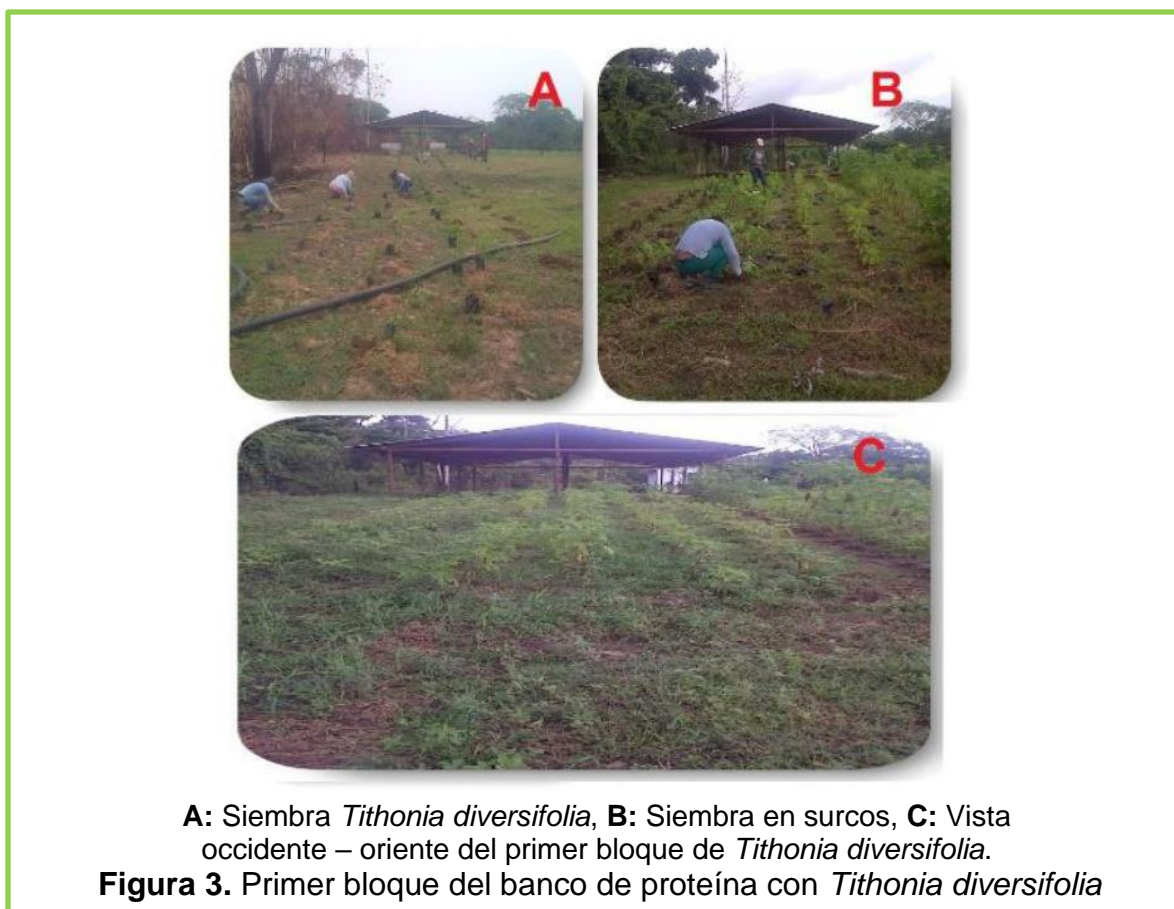 A
B
C
A: Siembra Tithonia diversifolia, B: Siembra en surcos, C: Vista
occidente – oriente del primer bloque de Tithonia diversifolia.
Figura 3. Primer bloque del banco de proteína con Tithonia diversifolia